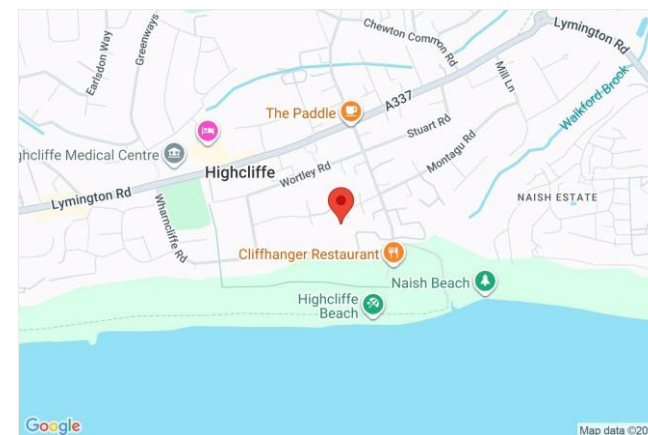 Chewton Common Rd
Lymington Rd
Earlsdon Way
Greenways
Mill Ln
A337
The Paddle
Walkford Brook
Stuart Rd
ghcliffe Medical Centre
Montagu Rd
Highcliffe
Wortley Rd
Lymington Rd
NAISH ESTATE
Wharncliffe Rd
Cliffhanger Restaurant
Naish Beach
Highcliffe
Beach
Google
Map data ©20